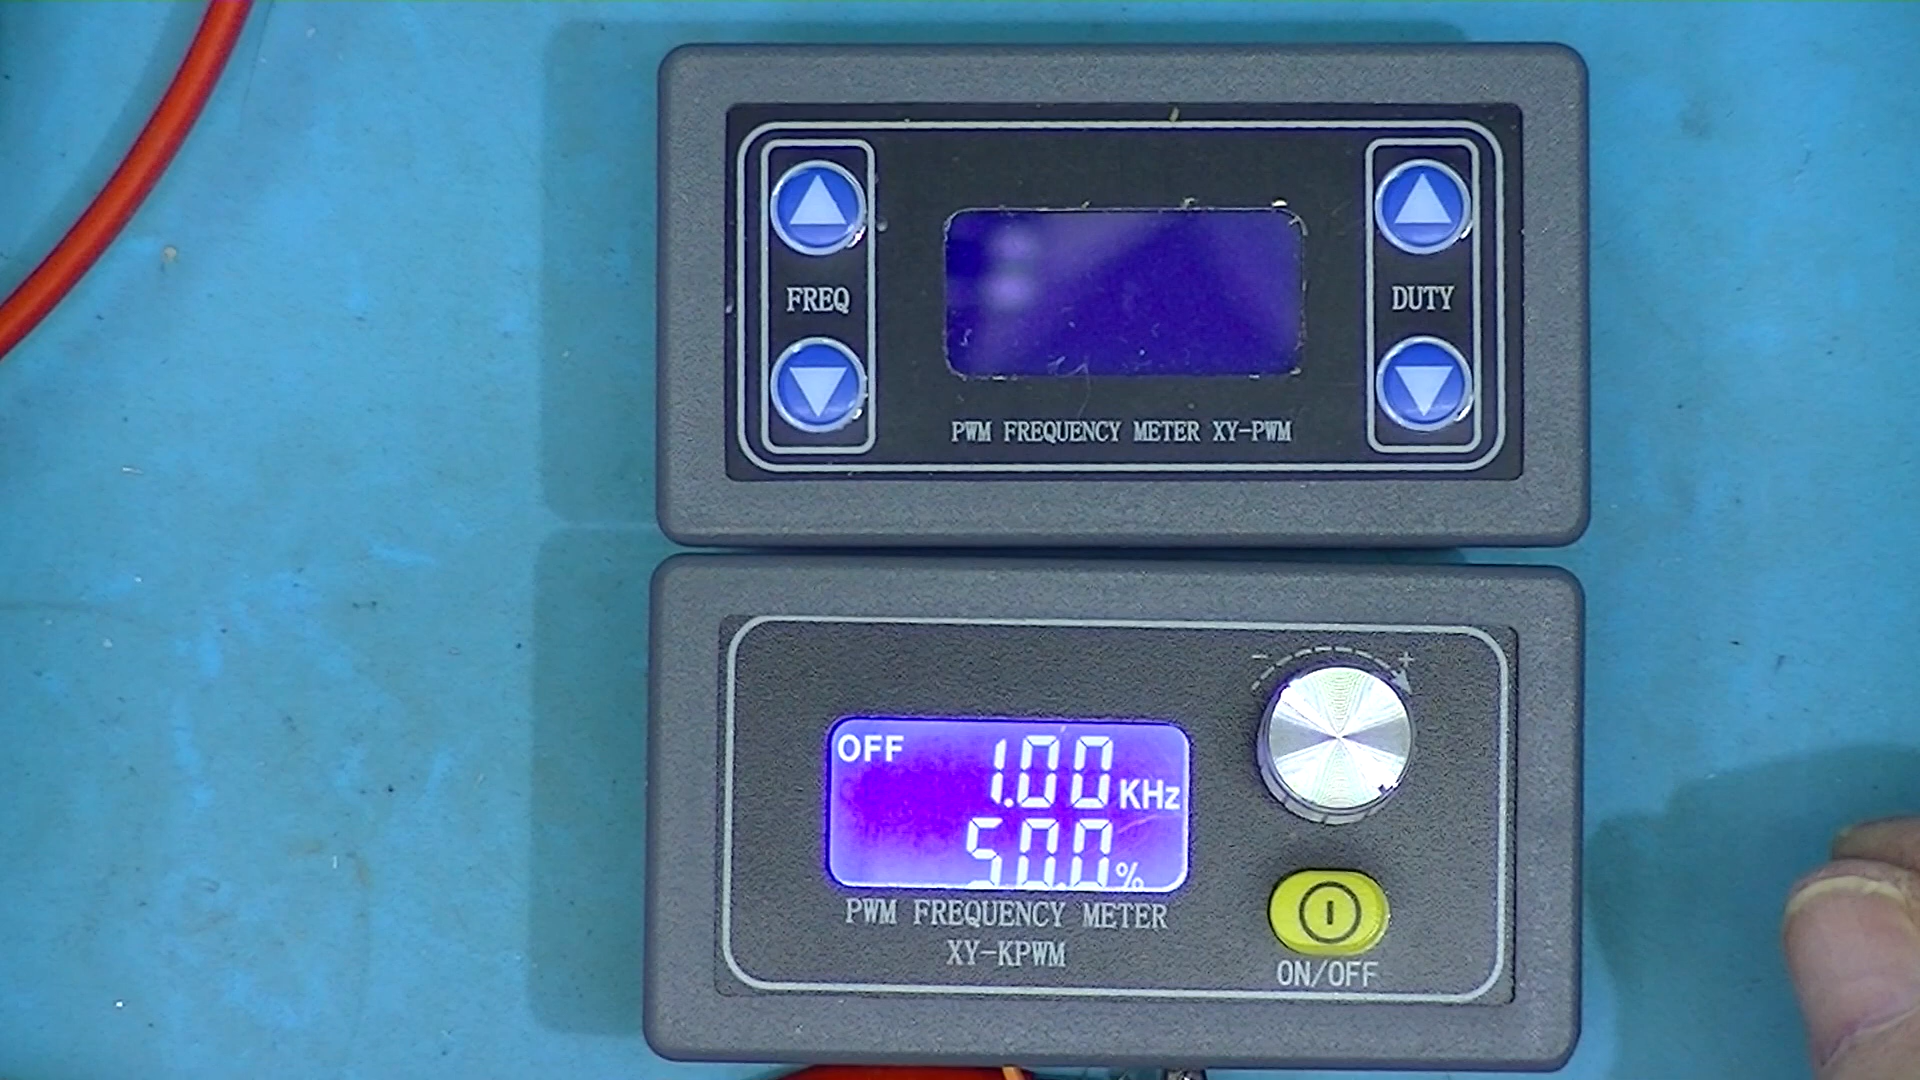 FREQ
DUTY
PWM FREQUENCY METER XY-PWM
- +
OFF 1.00 KHz
50.0 %
PWM FREQUENCY METER
XY-KPWM
ON/OFF